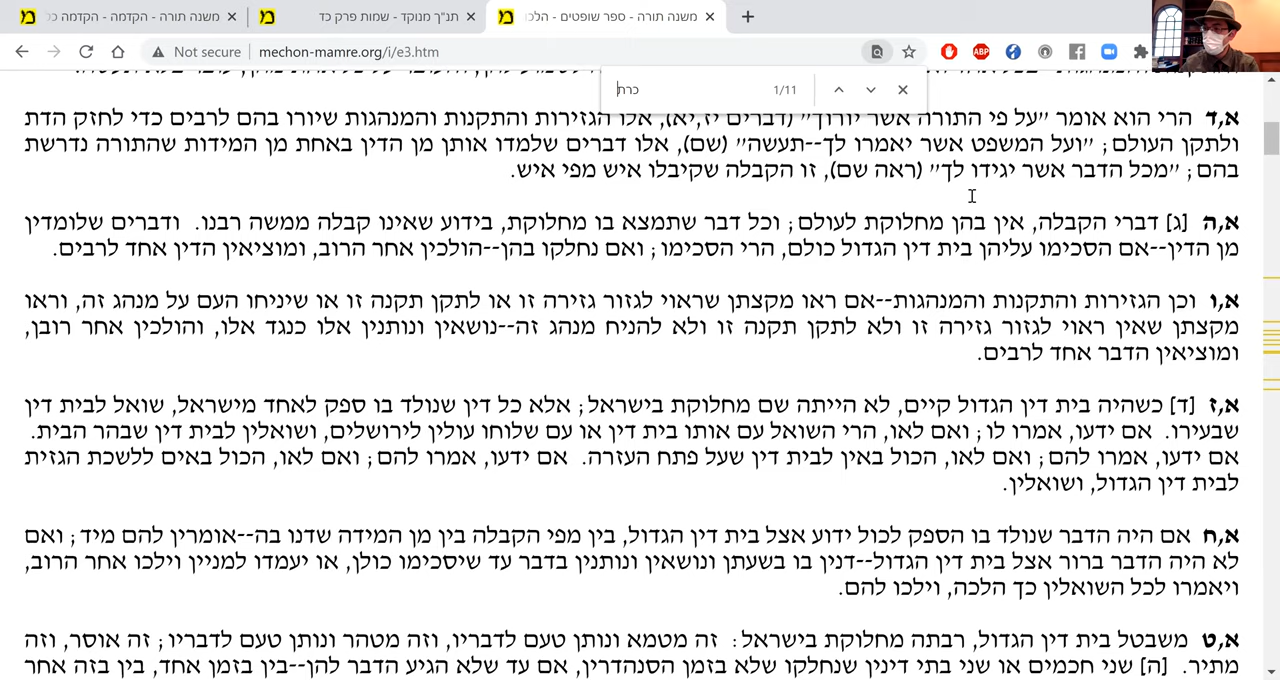 משנה תורה - הקדמה - הקדמה ככ
תנ"ך מנוקד - שמות פרק כד
משנה תורה - ספר שופטים - הלכ
Not secure
mechon-mamre.org/i/e3.htm
ABP
כרת
1/11
א,ד הרי הוא אומר "על פי התורה אשר יורוך" (דברים יז,יא), אלו הגזירות והתקנות והמנהגות שיורו בהם לרבים כדי לחזק הדת
ולתקן העולם; "ועל המשפט אשר יאמרו לך--תעשה" (שם), אלו דברים שלמדו אותן מן הדין באחת מן המידות שהתורה נדרשת
בהם; "מכל הדבר אשר יגידו לך" (ראה שם), זו הקבלה שקיבלו איש מפי איש.
א,ה [ג] דברי הקבלה, אין בהן מחלוקת לעולם; וכל דבר שתמצא בו מחלוקת, בידוע שאינו קבלה ממשה רבנו. ודברים שלומדין
מן הדין--אם הסכימו עליהן בית דין הגדול כולם, הרי הסכימו; ואם נחלקו בהן--הולכין אחר הרוב, ומוציאין הדין אחד לרבים.
א,ו וכן הגזירות והתקנות והמנהגות--אם ראו מקצתן שראוי לגזור גזירה זו או לתקן תקנה זו או שיניחו העם על מנהג זה, וראו
מקצתן שאין ראוי לגזור גזירה זו ולא לתקן תקנה זו ולא להניח מנהג זה--נושאין ונותנין אלו כנגד אלו, והולכין אחר רובן,
ומוציאין הדבר אחד לרבים.
א,ז [ד] כשהיה בית דין הגדול קיים, לא הייתה שם מחלוקת בישראל; אלא כל דין שנולד בו ספק לאחד מישראל, שואל לבית דין
שבעירו. אם ידעו, אמרו לו; ואם לאו, הרי השואל עם אותו בית דין או עם שלוחו עולין לירושלים, ושואלין לבית דין שבהר הבית.
אם ידעו, אמרו להם; ואם לאו, הכול באין לבית דין שעל פתח העזרה. אם ידעו, אמרו להם; ואם לאו, הכול באים ללשכת הגזית
לבית דין הגדול, ושואלין.
א,ח אם היה הדבר שנולד בו הספק לכול ידוע אצל בית דין הגדול, בין מפי הקבלה בין מן המידה שדנו בה--אומרין להם מיד; ואם
לא היה הדבר ברור אצל בית דין הגדול--דנין בו בשעתן ונושאין ונותנין בדבר עד שיסכימו כולן, או יעמדו למניין וילכו אחר הרוב,
ויאמרו לכל השואלין כך הלכה, וילכו להם.
א,ט משבטל בית דין הגדול, רבתה מחלוקת בישראל: זה מטמא ונותן טעם לדבריו, וזה מטהר ונותן טעם לדבריו; זה אוסר, וזה
מתיר. [ה] שני חכמים או שני בתי דינין שנחלקו שלא בזמן הסנהדרין, אם עד שלא הגיע הדבר להן--בין בזמן אחד, בין בזה אחר